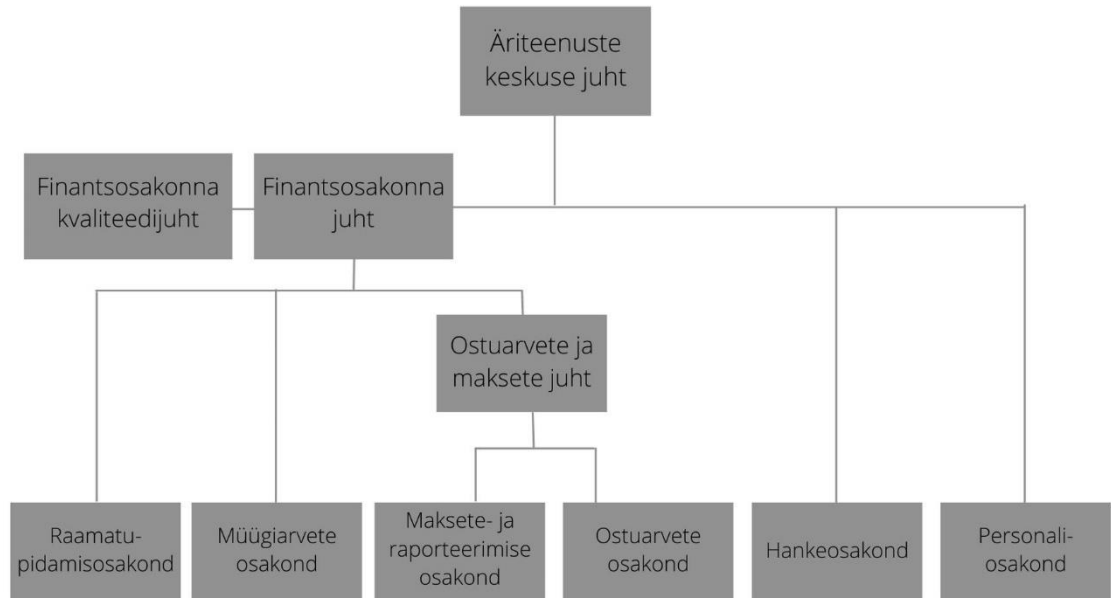 Äriteenuste
keskuse juht
Finantsosakonna
kvaliteedijuht
Finantsosakonna
juht
Ostuarvete ja
maksete juht
Raamatu-
pidamisosakond
Müügiarvete
osakond
Maksete- ja
raporteerimise
osakond
Ostuarvete
osakond
Hankeosakond
Personali-
osakond